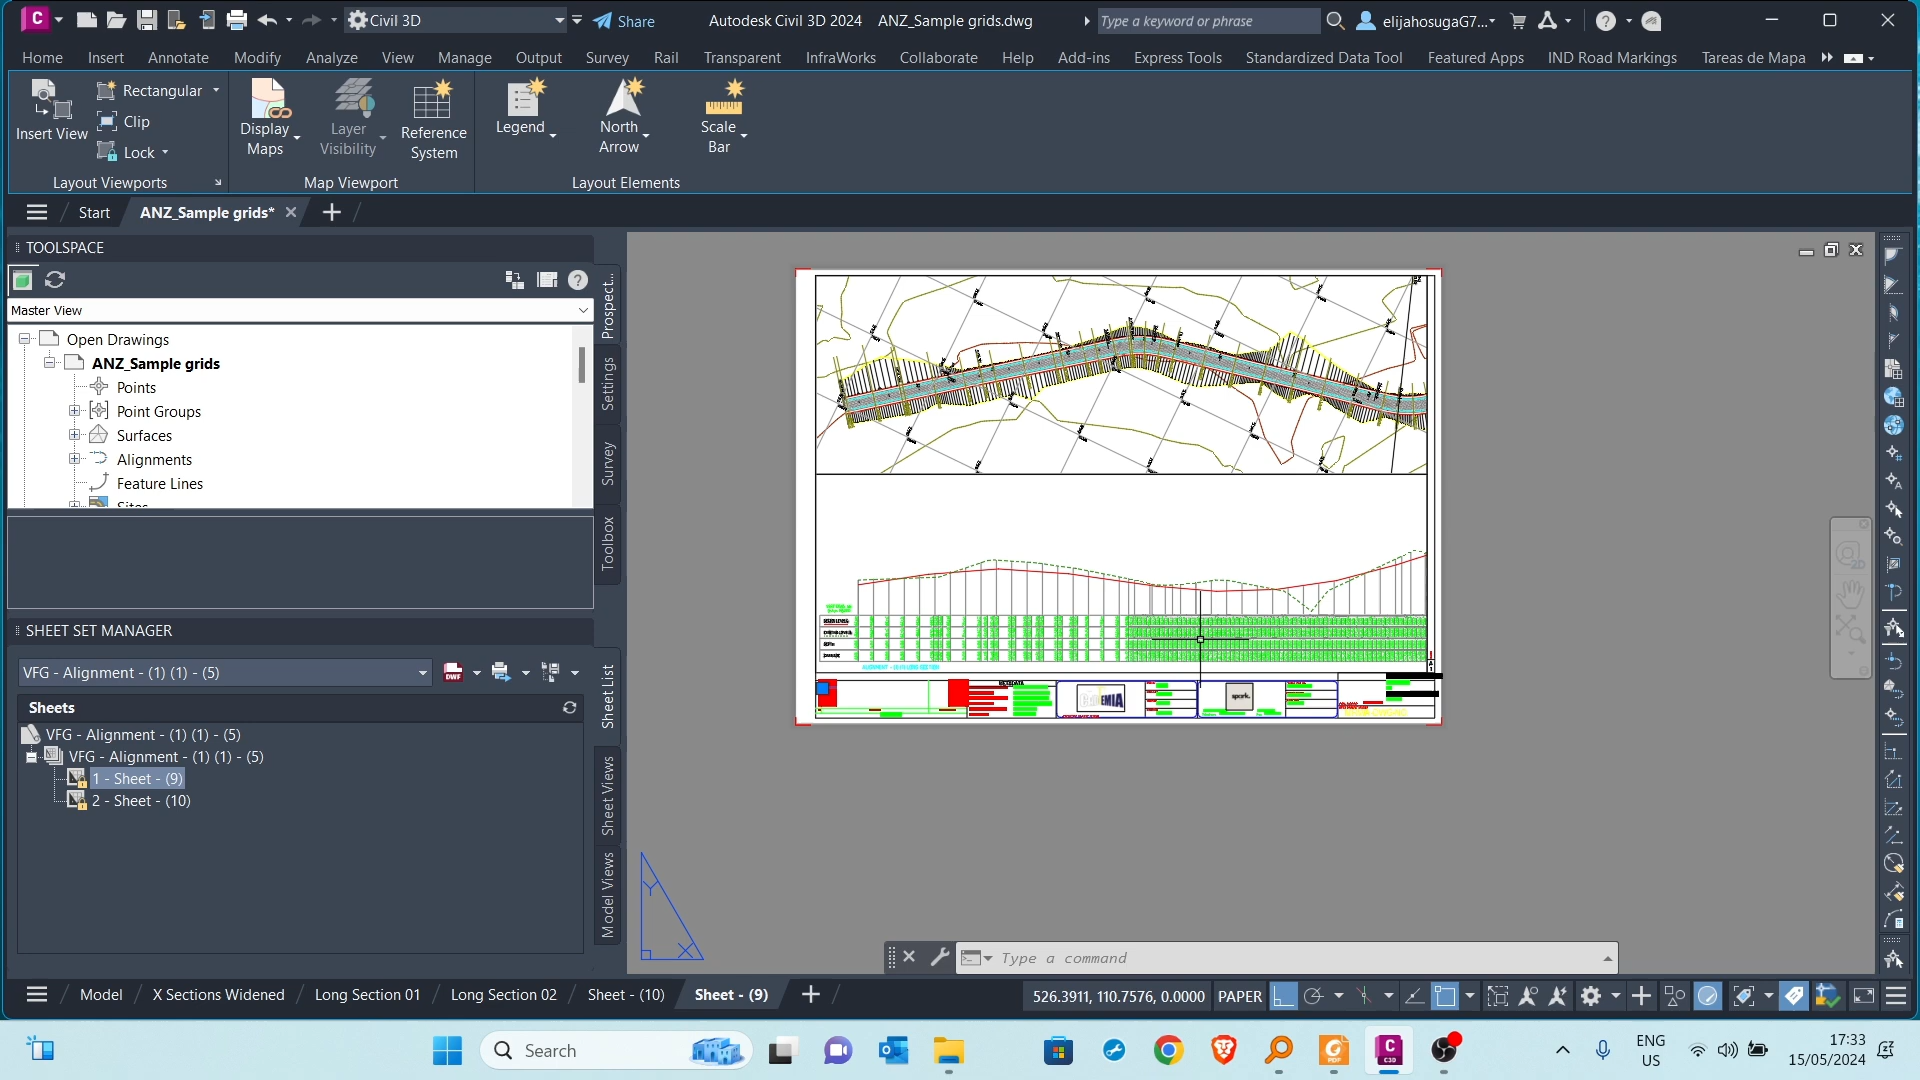 Civil 3D
Share
Autodesk Civil 3D 2024 ANZ_Sample grids.dwg
Type a keyword or phrase
elijahosugaG7...
Home Insert Annotate Modify Analyze View Manage Output Survey Rail Transparent InfraWorks Collaborate Help Add-ins Express Tools Standardized Data Tool Featured Apps IND Road Markings Tareas de Mapa
Insert View
Rectangular
Clip
Lock
Layout Viewports
Display Maps
Layer Visibility
Reference System
Map Viewport
Legend
North Arrow
Scale Bar
Layout Elements
Start ANZ_Sample grids*
TOOLSPACE
Master View
Open Drawings
ANZ_Sample grids
Points
Point Groups
Surfaces
Alignments
Feature Lines
Sites
Prospect...
Settings
Survey
Toolbox
SHEET SET MANAGER
VFG - Alignment - (1) (1) - (5)
Sheets
VFG - Alignment - (1) (1) - (5)
VFG - Alignment - (1) (1) - (5)
1 - Sheet - (9)
2 - Sheet - (10)
Sheet List
Sheet Views
Model Views
spark.
Y
X
2D
Type a command
Model X Sections Widened Long Section 01 Long Section 02 Sheet - (10) Sheet - (9)
526.3911, 110.7576, 0.0000 PAPER
Search
ENG
US
17:33
15/05/2024